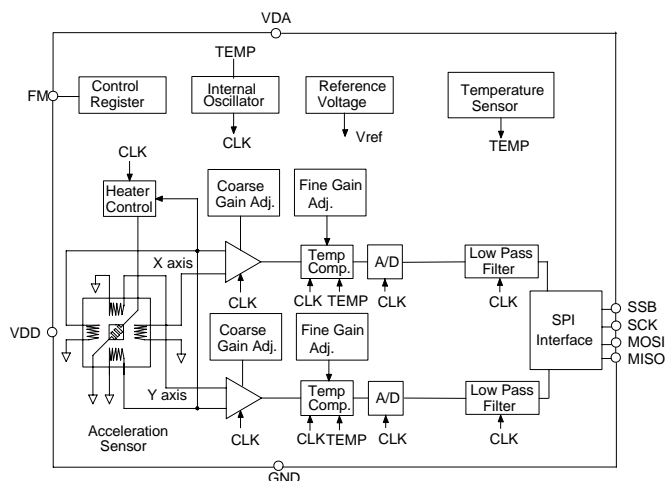 VDA
TEMP
FM
Control
Register
Internal
Oscillator
Reference
Voltage
Temperature
Sensor
CLK
Vref
TEMP
CLK
Heater
Control
Coarse
Gain Adj.
Fine Gain
Adj.
X axis
Temp
Comp.
A/D
Low Pass
Filter
CLK
CLK
TEMP
CLK
CLK
VDD
Coarse
Gain Adj.
Fine Gain
Adj.
SPI
Interface
SSB
SCK
MOSI
MISO
Y axis
Temp
Comp.
A/D
Low Pass
Filter
Acceleration
Sensor
CLK
CLK
TEMP
CLK
CLK
GND